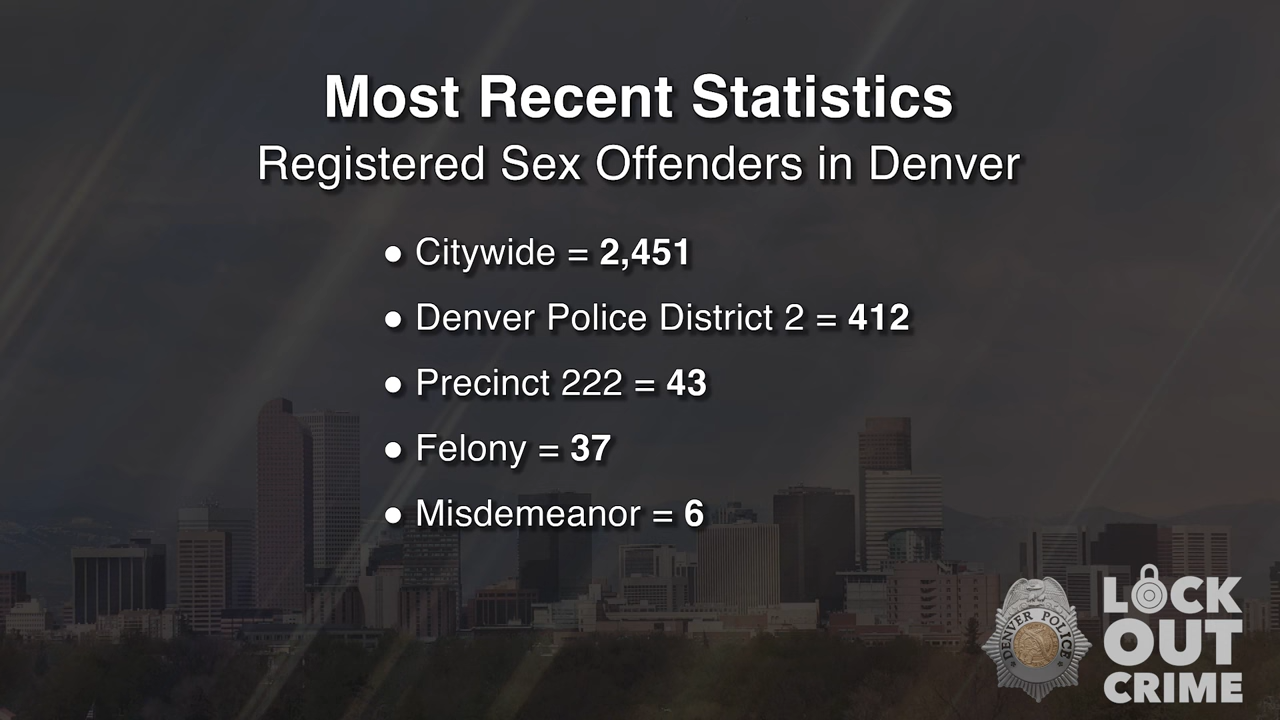 Most Recent Statistics
Registered Sex Offenders in Denver
● Citywide = 2,451
● Denver Police District 2 = 412
● Precinct 222 = 43
● Felony = 37
● Misdemeanor = 6
DENVER POLICE
LOCK
OUT
CRIME